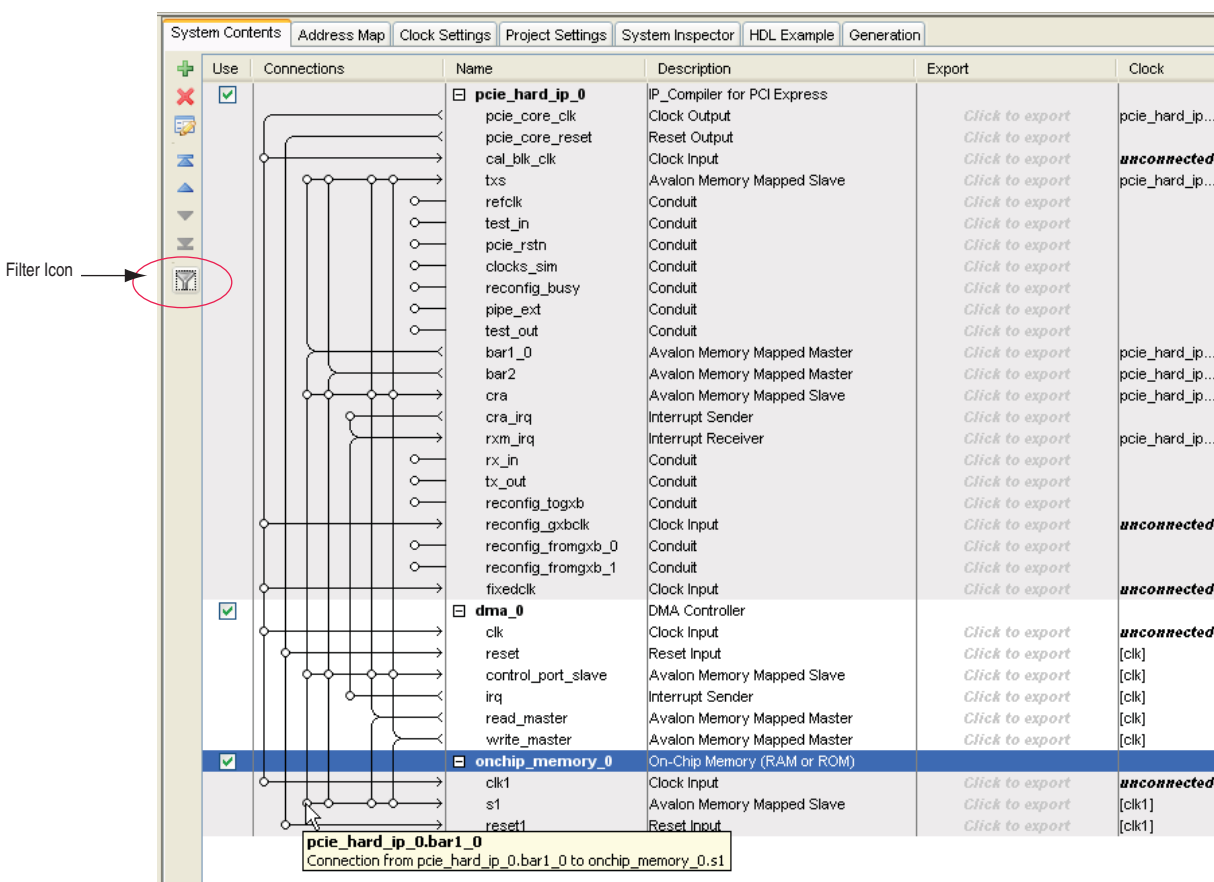 System Contents Address Map Clock Settings Project Settings System Inspector HDL Example Generation
Use Connections Name Description Export Clock
pcie_hard_ip_0 IP_Compiler for PCI Express
pcie_core_clk Clock Output Click to export pcie_hard_ip...
pcie_core_reset Reset Output Click to export
cal_blk_clk Clock Input Click to export unconnected
txs Avalon Memory Mapped Slave Click to export pcie_hard_ip...
refclk Conduit Click to export
test_in Conduit Click to export
pcie_rstn Conduit Click to export
clocks_sim Conduit Click to export
Filter Icon
reconfig_busy Conduit Click to export
pipe_ext Conduit Click to export
test_out Conduit Click to export
bar1_0 Avalon Memory Mapped Master Click to export pcie_hard_ip...
bar2 Avalon Memory Mapped Master Click to export pcie_hard_ip...
cra Avalon Memory Mapped Slave Click to export pcie_hard_ip...
cra_irq Interrupt Sender Click to export
rxm_irq Interrupt Receiver Click to export pcie_hard_ip...
rx_in Conduit Click to export
tx_out Conduit Click to export
reconfig_togxb Conduit Click to export
reconfig_gxbclk Clock Input Click to export unconnected
reconfig_fromgxb_0 Conduit Click to export
reconfig_fromgxb_1 Conduit Click to export
fixedclk Clock Input Click to export unconnected
dma_0 DMA Controller
clk Clock Input Click to export unconnected
reset Reset Input Click to export [clk]
control_port_slave Avalon Memory Mapped Slave Click to export [clk]
irq Interrupt Sender Click to export [clk]
read_master Avalon Memory Mapped Master Click to export [clk]
write_master Avalon Memory Mapped Master Click to export [clk]
onchip_memory_0 On-Chip Memory (RAM or ROM)
clk1 Clock Input Click to export unconnected
s1 Avalon Memory Mapped Slave Click to export [clk1]
reset1 Reset Input Click to export [clk1]
pcie_hard_ip_0.bar1_0
Connection from pcie_hard_ip_0.bar1_0 to onchip_memory_0.s1